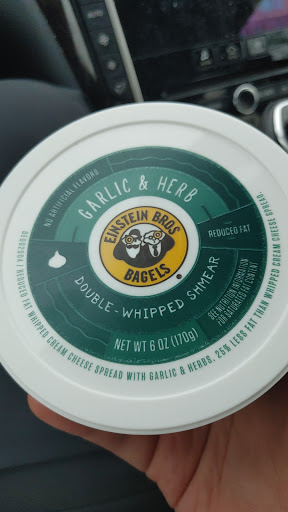 AUTO
NO ARTIFICIAL FLAVORS
GARLIC & HERB
EINSTEIN BROS
BAGELS
REDUCED FAT
DOUBLE-WHIPPED SHMEAR
SEE NUTRITION INFORMATION
FOR SATURATED FAT CONTENT
NET WT 6 OZ (170g)
REDUCED FAT WHIPPED CREAM CHEESE SPREAD WITH GARLIC & HERBS. 25% LESS FAT THAN WHIPPED CREAM CHEESE SPREAD.